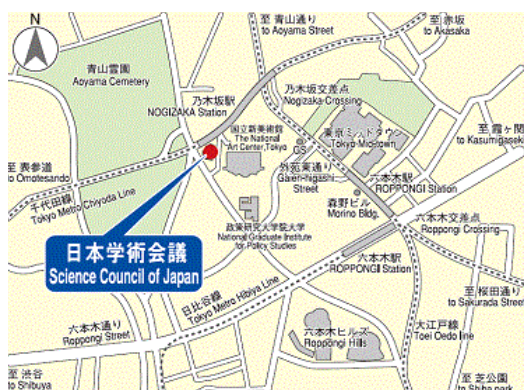 N
至 青山通り
to Aoyama Street
至 赤坂
to Akasaka
青山霊園
Aoyama Cemetery
乃木坂駅
NOGIZAKA Station
乃木坂交差点
Nogizaka Crossing
国立新美術館
The National
Art Center, Tokyo
GS
東京ミッドタウン
Tokyo Midtown
至 霞ヶ関
to Kasumigaseki
至 表参道
to Omotesando
千代田線
Tokyo Metro Chiyoda Line
外苑東通り
Gaien-higashi
Street
六本木駅
ROPPONGI Station
森野ビル
Morino Bldg.
六本木交差点
Roppongi Crossing
政策研究大学院大学
National Graduate Institute
for Policy Studies
日本学術会議
Science Council of Japan
六本木駅
ROPPONGI Station
日比谷線
Tokyo Metro Hibiya Line
至 桜田通り
to Sakurada Street
六本木通り
Roppongi Street
六本木ヒルズ
Roppongi Hills
大江戸線
Toei Oedo line
至 渋谷
to Shibuya
至 芝公園
to Shiba park